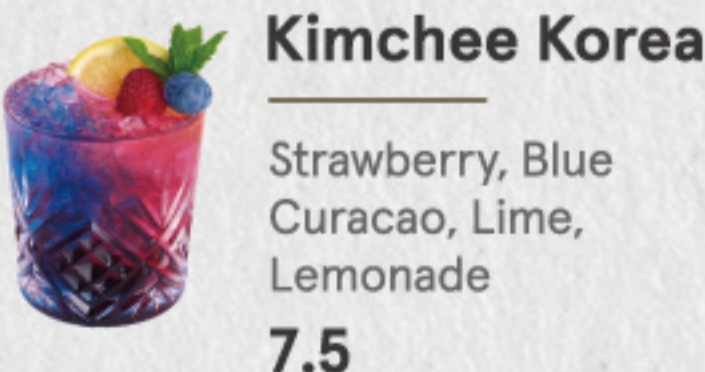 Kimchee Korea
Strawberry, Blue
Curacao, Lime,
Lemonade
7.5